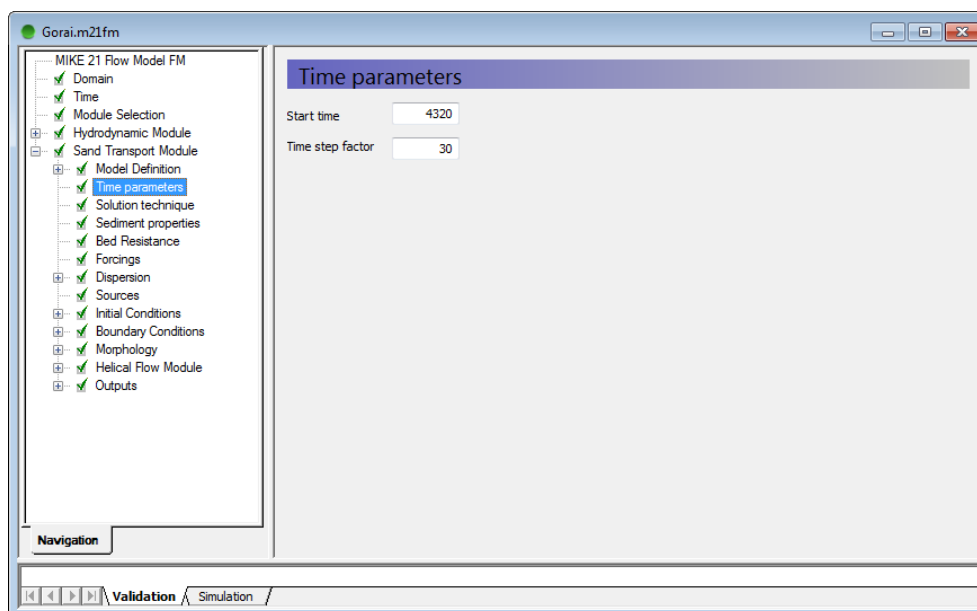 Gorai.m21fm
MIKE 21 Flow Model FM
Domain
Time
Module Selection
Hydrodynamic Module
Sand Transport Module
Model Definition
Time parameters
Solution technique
Sediment properties
Bed Resistance
Forcings
Dispersion
Sources
Initial Conditions
Boundary Conditions
Morphology
Helical Flow Module
Outputs
Navigation
Time parameters
Start time 4320
Time step factor 30
Validation Simulation